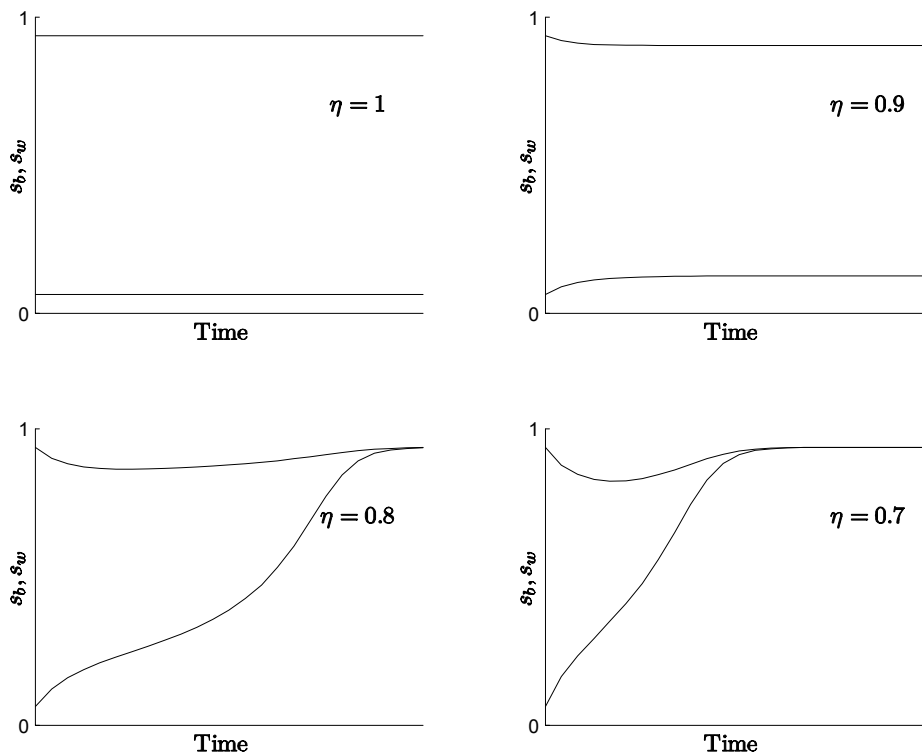 1
η = 1
s_b, s_w
0
Time
1
η = 0.9
s_b, s_w
0
Time
1
η = 0.8
s_b, s_w
0
Time
1
η = 0.7
s_b, s_w
0
Time